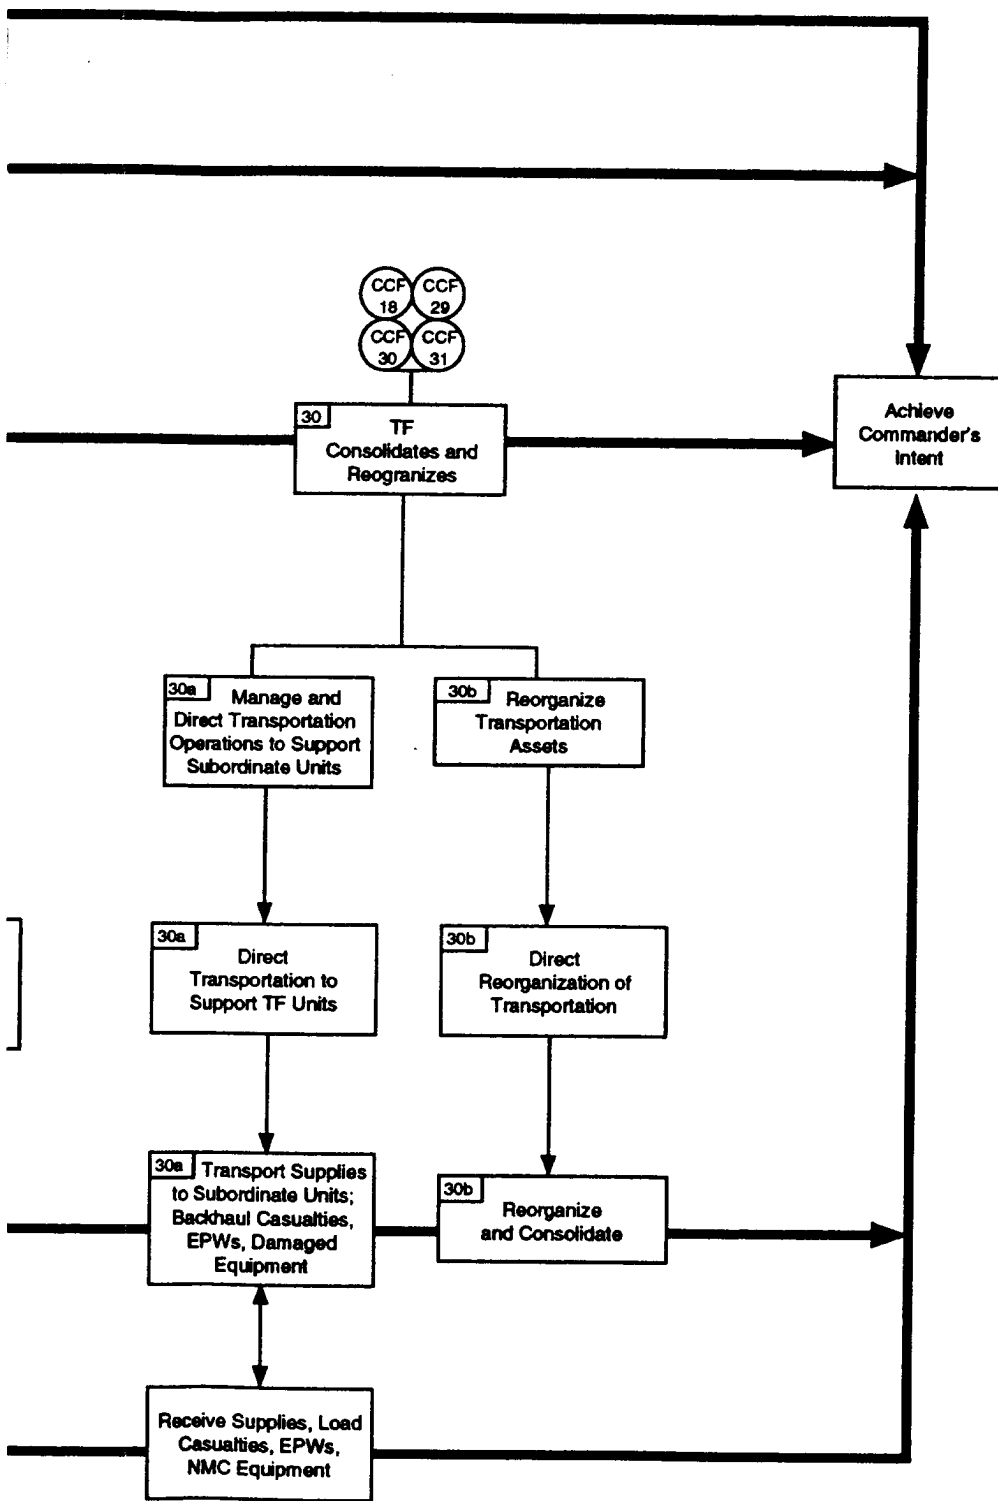 CCF
18
CCF
29
CCF
30
CCF
31
30
TF
Consolidates and
Reogranizes
Achieve
Commander's
Intent
30a
Manage and
Direct Transportation
Operations to Support
Subordinate Units
30b
Reorganize
Transportation
Assets
30a
Direct
Transportation to
Support TF Units
30b
Direct
Reorganization of
Transportation
30a
Transport Supplies
to Subordinate Units;
Backhaul Casualties,
EPWs, Damaged
Equipment
30b
Reorganize
and Consolidate
Receive Supplies, Load
Casualties, EPWs,
NMC Equipment